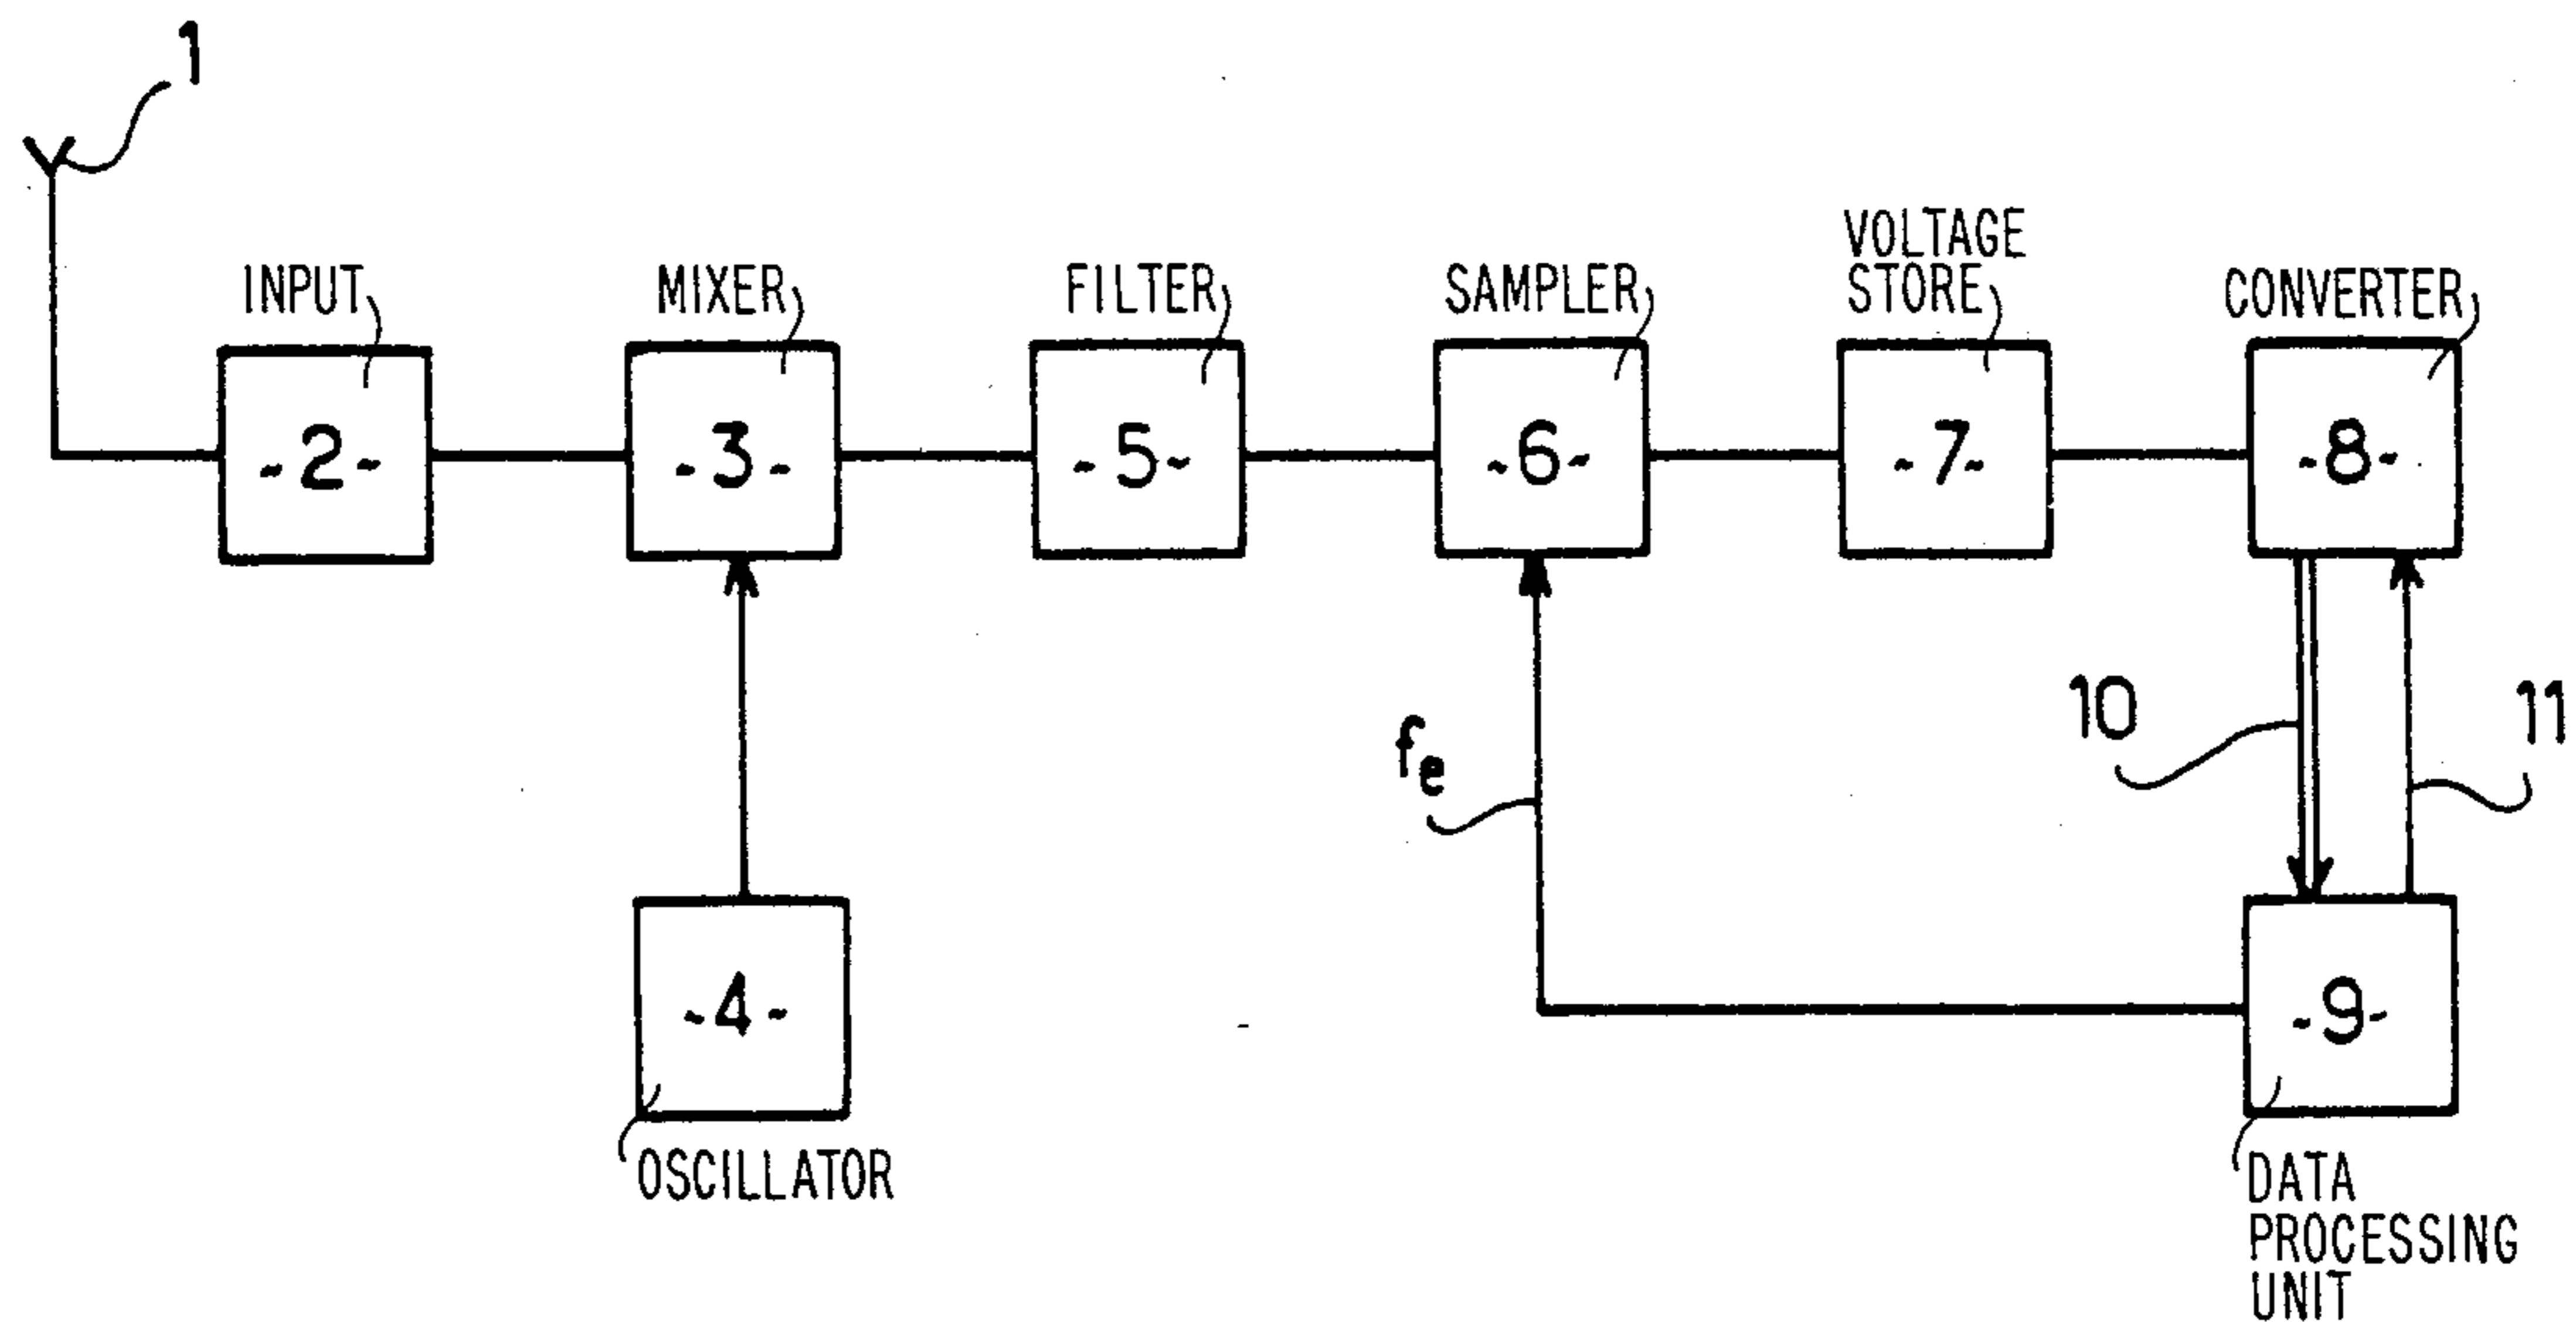 1
INPUT
MIXER
FILTER
SAMPLER
VOLTAGE
STORE
CONVERTER
-2-
-3-
-5-
-6-
-7-
-8-
fe
10
11
-4-
-9-
OSCILLATOR
DATA
PROCESSING
UNIT